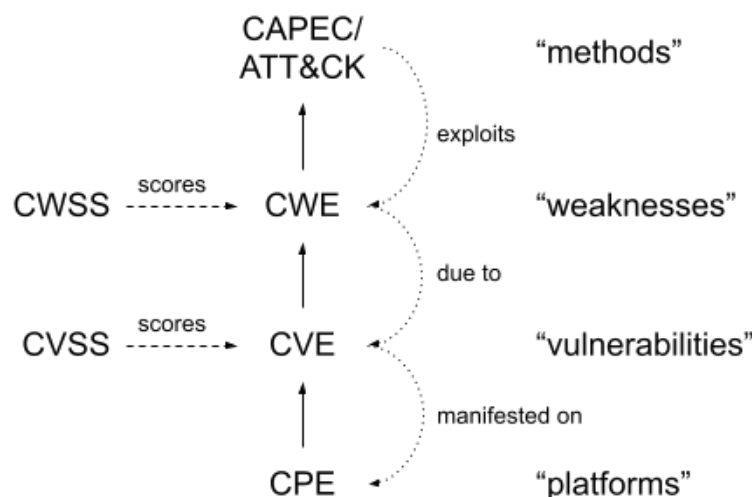 CAPEC/
ATT&CK
“methods”
exploits
scores
CWSS
CWE
“weaknesses”
due to
scores
CVSS
CVE
“vulnerabilities”
manifested on
CPE
“platforms”